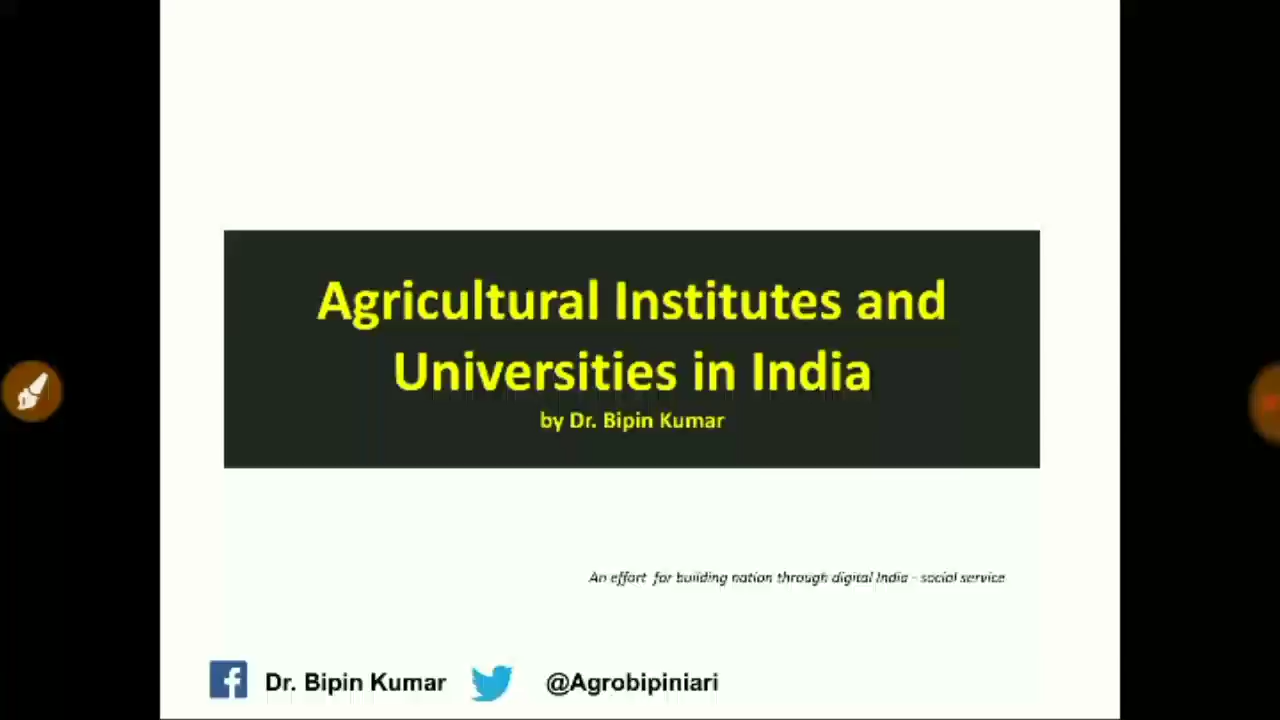 Agricultural Institutes and
Universities in India
by Dr. Bipin Kumar
An effort for building nation through digital India - social service
Dr. Bipin Kumar @Agrobipiniari